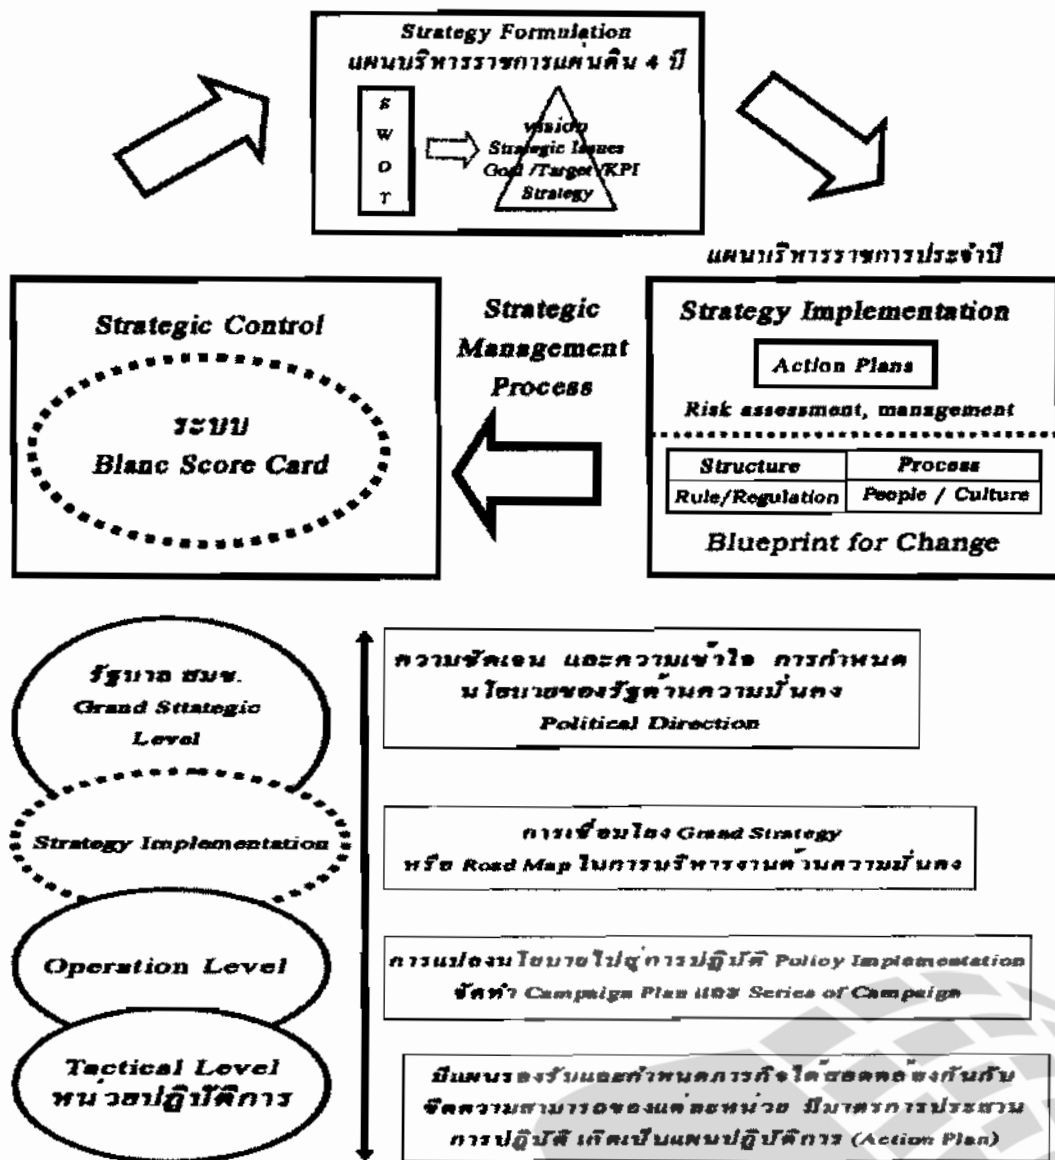 Strategy Formulation
แผนบริหารราชการแผ่นดิน 4 ปี
S
W
O
T
vision
Strategic Issues
Goal /Target /KPI
Strategy
แผนบริหารราชการประจำปี
Strategic Control
ระบบ
Blanc Score Card
Strategic
Management
Process
Strategy Implementation
Action Plans
Risk assessment, management
Structure Process
Rule/Regulation People / Culture
Blueprint for Change
รัฐบาล สมช.
Grand Sttategic
Level
ความชัดเจน และความเข้าใจ การกำหนด
นโยบายของรัฐด้านความมั่นคง
Political Direction
Strategy Implementation
การเชื่อมโยง Grand Strategy
หรือ Road Map ในการบริหารงานด้านความมั่นคง
Operation Level
การแปลงนโยบายไปสู่การปฏิบัติ Policy Implementation
จัดทำ Campaign Plan และ Series of Campaign
Tactical Level
หน่วยปฏิบัติการ
มีแผนรองรับและกำหนดภารกิจได้สอดคล้องกันกับ
ขีดความสามารถของแต่ละหน่วย มีมาตรการประสาน
การปฏิบัติ เกิดเป็นแผนปฏิบัติการ (Action Plan)